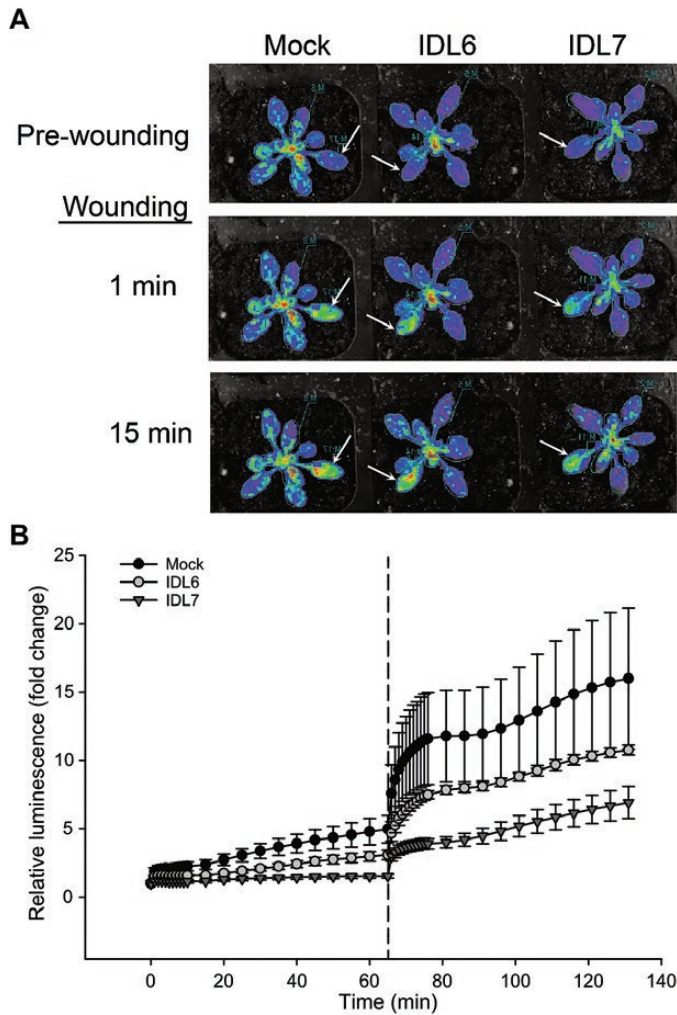 A
Mock IDL6 IDL7
Pre-wounding
Wounding
1 min
15 min
B
Relative luminescence (fold change)
25
20
15
10
5
0
Mock
IDL6
IDL7
0 20 40 60 80 100 120 140
Time (min)